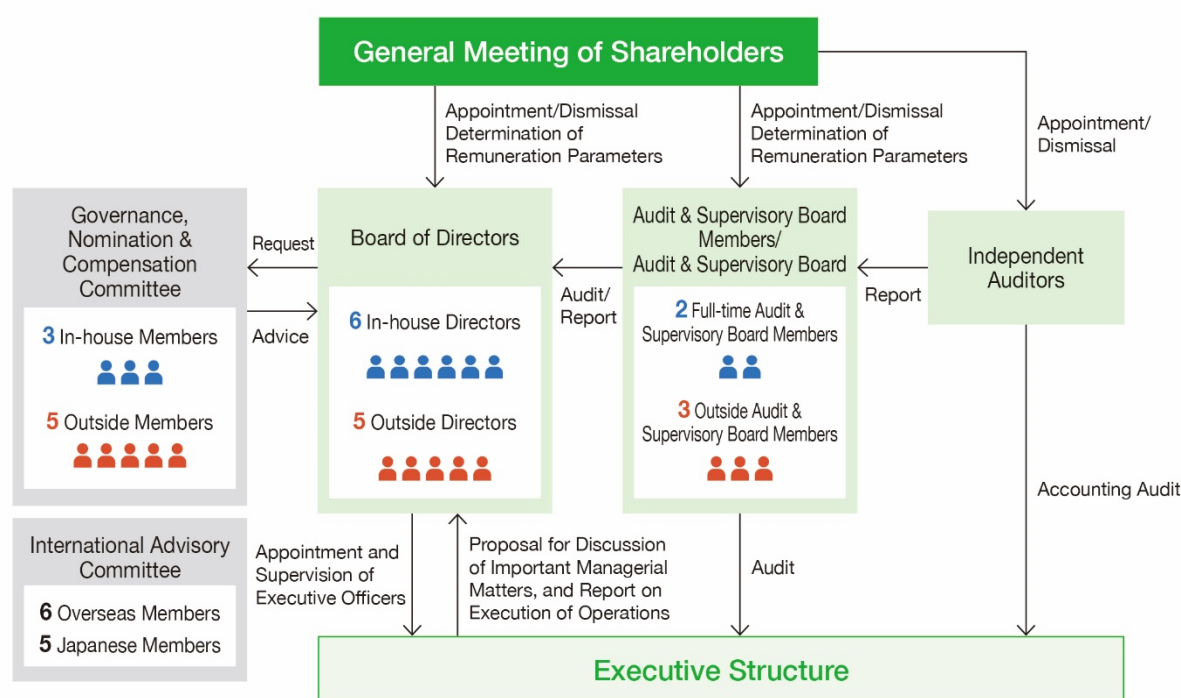 General Meeting of Shareholders
Appointment/Dismissal
Determination of
Remuneration Parameters
Appointment/Dismissal
Determination of
Remuneration Parameters
Appointment/
Dismissal
Governance,
Nomination &
Compensation
Committee
3 In-house Members
5 Outside Members
Request
Advice
Board of Directors
6 In-house Directors
5 Outside Directors
Audit/
Report
Audit & Supervisory Board
Members/
Audit & Supervisory Board
2 Full-time Audit &
Supervisory Board Members
3 Outside Audit &
Supervisory Board Members
Report
Independent
Auditors
International Advisory
Committee
6 Overseas Members
5 Japanese Members
Appointment and
Supervision of
Executive Officers
Proposal for Discussion
of Important Managerial
Matters, and Report on
Execution of Operations
Audit
Accounting Audit
Executive Structure